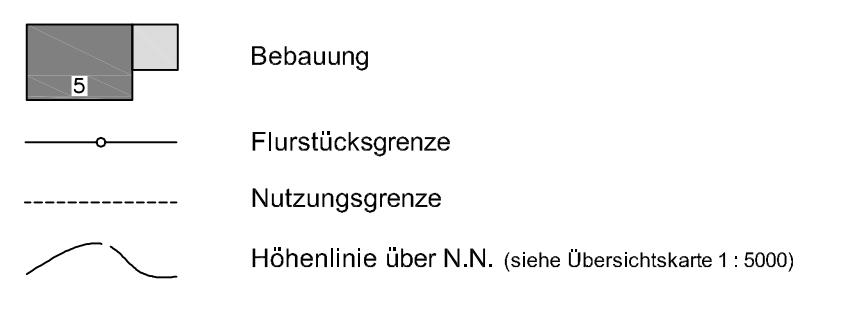 5 Bebauung
Flurstücksgrenze
Nutzungsgrenze
Höhenlinie über N.N. (siehe Übersichtskarte 1 : 5000)